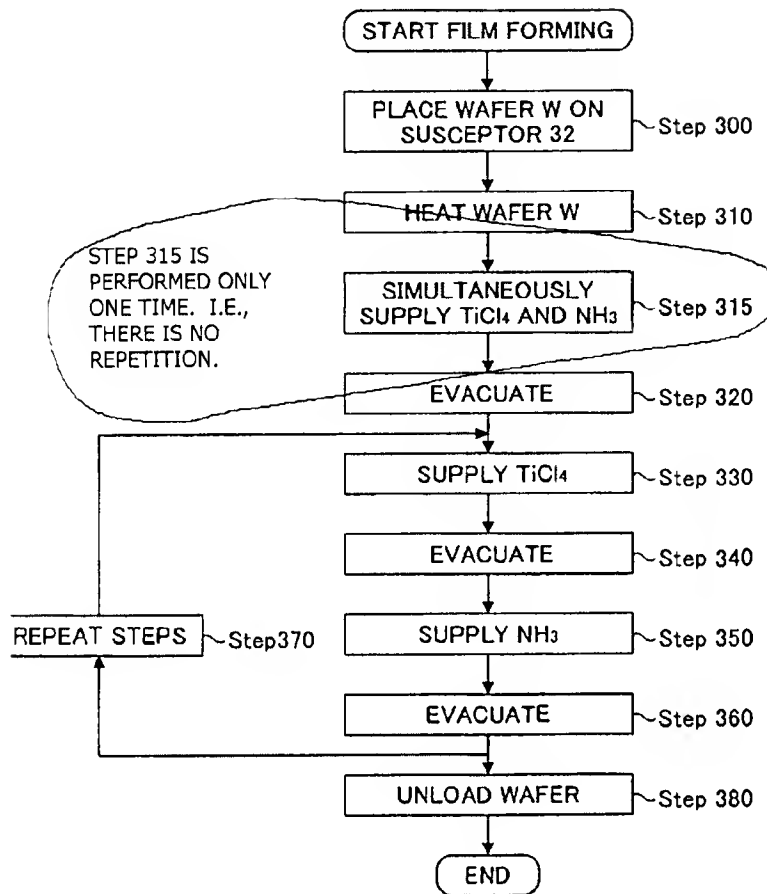 START FILM FORMING
PLACE WAFER W ON
SUSCEPTOR 32
Step 300
HEAT WAFER W
Step 310
STEP 315 IS
PERFORMED ONLY
ONE TIME. I.E.,
THERE IS NO
REPETITION.
SIMULTANEOUSLY
SUPPLY TiCl₄ AND NH₃
Step 315
EVACUATE
Step 320
SUPPLY TiCl₄
Step 330
EVACUATE
Step 340
REPEAT STEPS
Step370
SUPPLY NH₃
Step 350
EVACUATE
Step 360
UNLOAD WAFER
Step 380
END